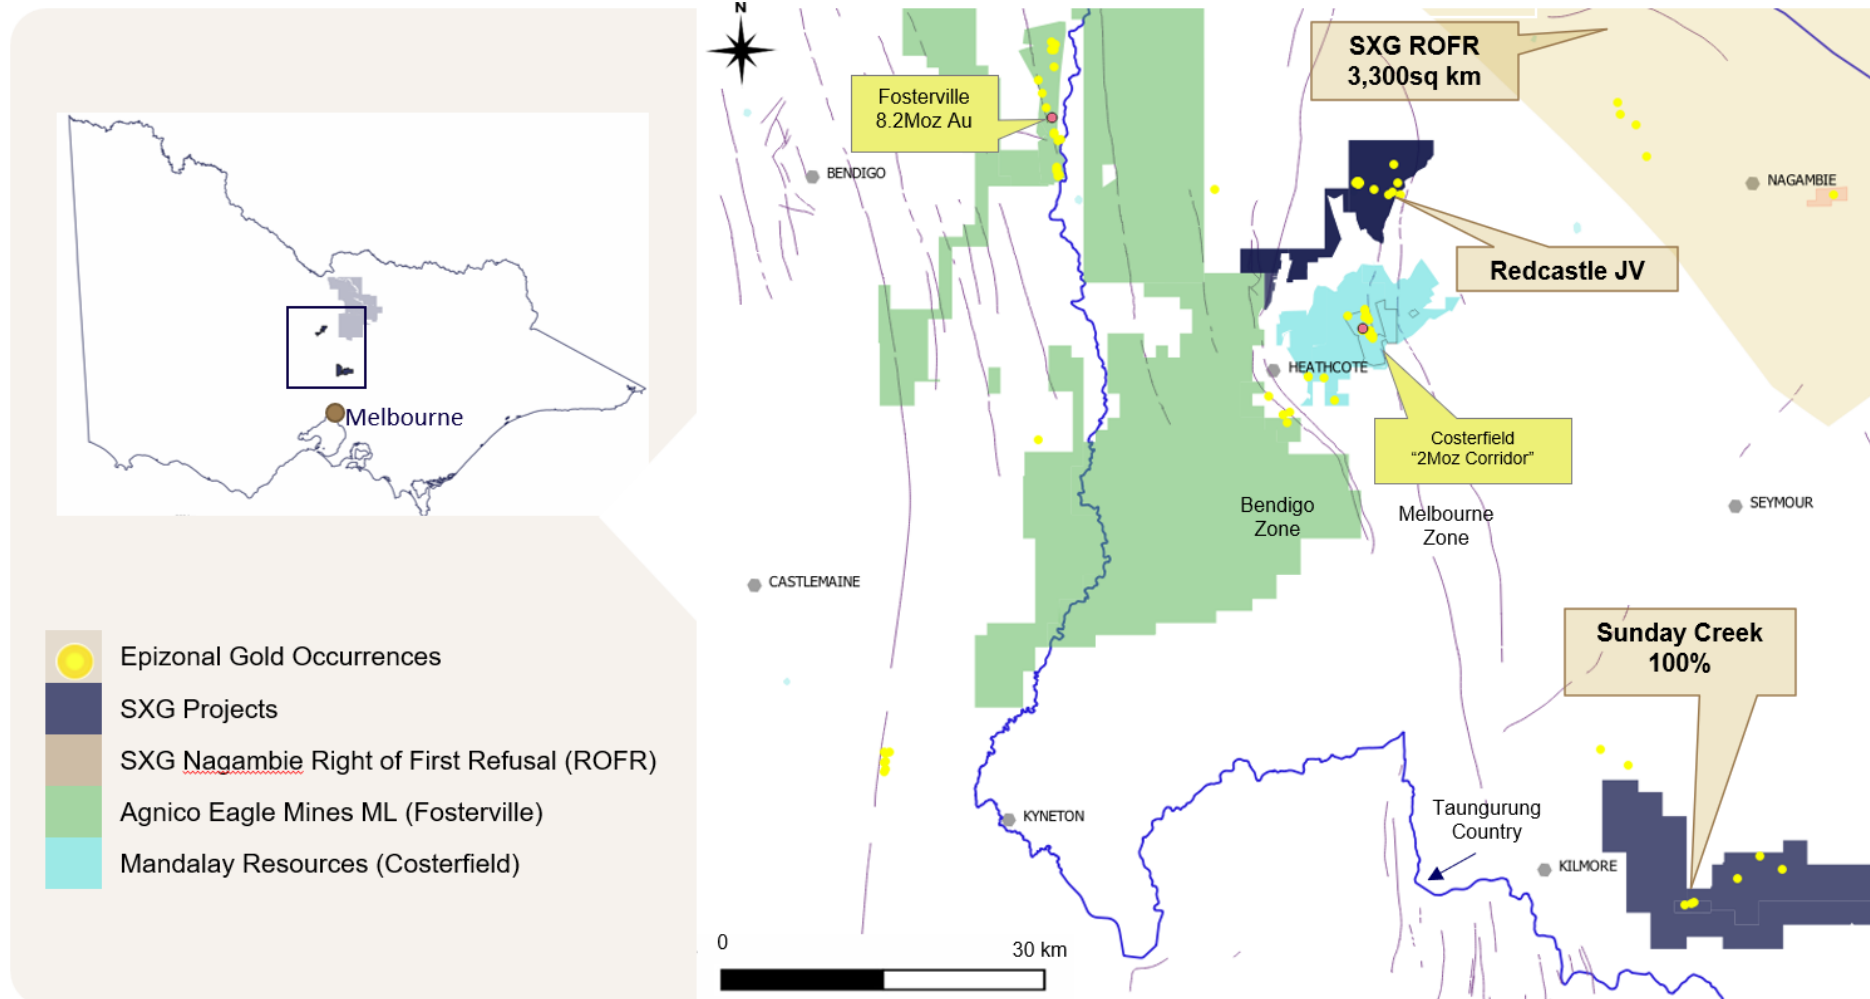 N
SXG ROFR
3,300sq km
Fosterville
8.2Moz Au
BENDIGO
NAGAMBIE
Redcastle JV
HEATHCOTE
Melbourne
Costerfield
“2Moz Corridor”
Bendigo
Zone
Melbourne
Zone
SEYMOUR
CASTLEMAINE
Sunday Creek
100%
Epizonal Gold Occurrences
SXG Projects
SXG Nagambie Right of First Refusal (ROFR)
Agnico Eagle Mines ML (Fosterville)
Mandalay Resources (Costerfield)
KYNETON
Taungurung
Country
KILMORE
0
30 km